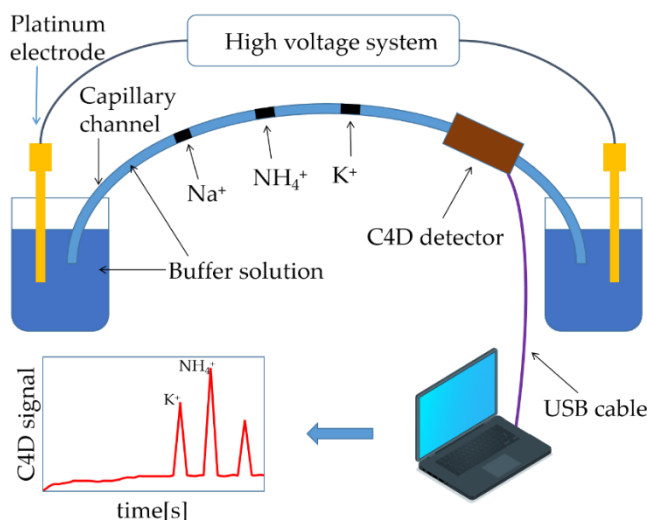 Platinum
electrode
High voltage system
Capillary
channel
Na⁺
NH₄⁺
K⁺
C4D detector
Buffer solution
USB cable
C4D signal
K⁺
NH₄⁺
time[s]